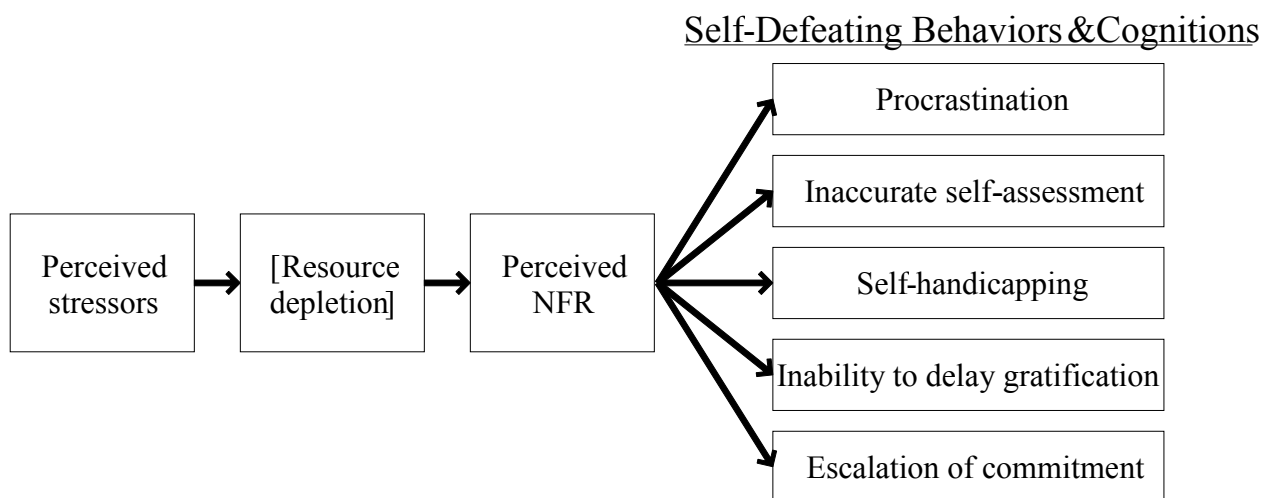 Self-Defeating Behaviors &Cognitions
Procrastination
Inaccurate self-assessment
Perceived
stressors
[Resource
depletion]
Perceived
NFR
Self-handicapping
Inability to delay gratification
Escalation of commitment